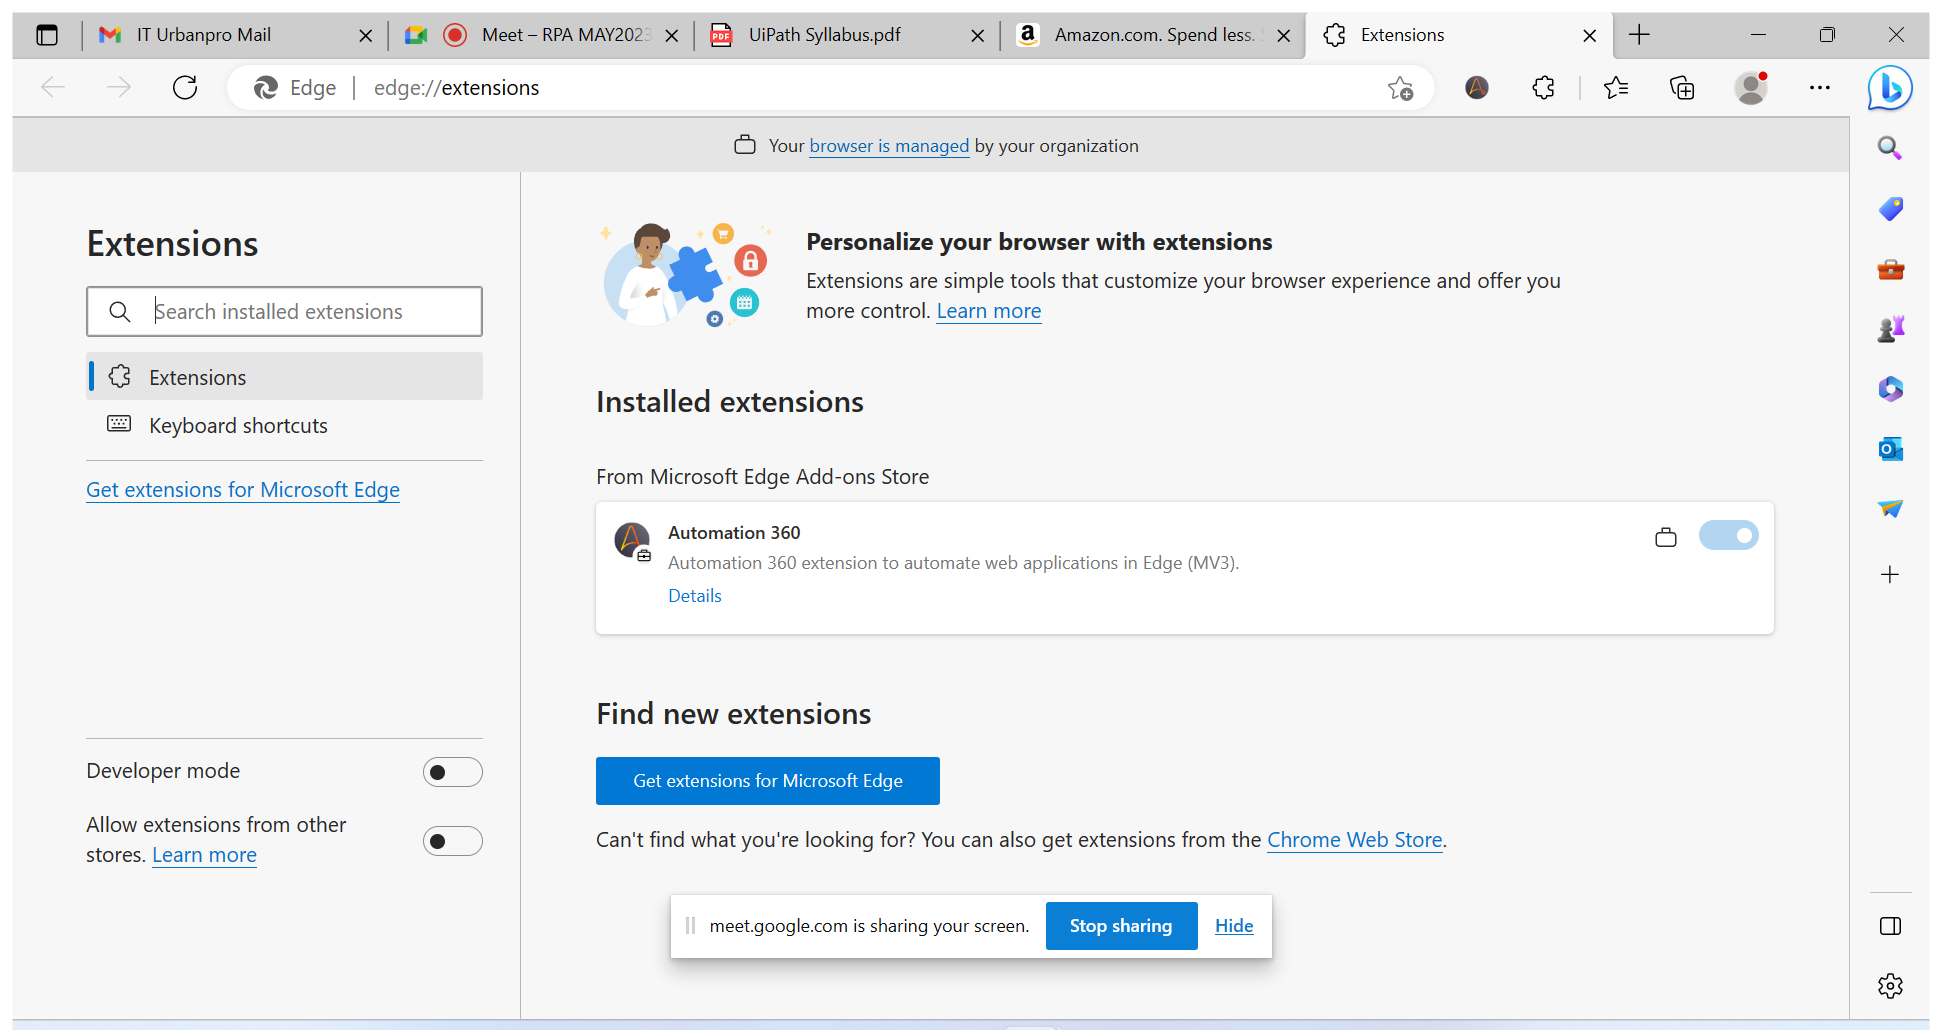 IT Urbanpro Mail
Meet – RPA MAY2023
UiPath Syllabus.pdf
Amazon.com. Spend less.
Extensions
Edge
edge://extensions
Your browser is managed by your organization
Extensions
Search installed extensions
Extensions
Keyboard shortcuts
Get extensions for Microsoft Edge
Developer mode
Allow extensions from other
stores. Learn more
Personalize your browser with extensions
Extensions are simple tools that customize your browser experience and offer you
more control. Learn more
Installed extensions
From Microsoft Edge Add-ons Store
Automation 360
Automation 360 extension to automate web applications in Edge (MV3).
Details
Find new extensions
Get extensions for Microsoft Edge
Can't find what you're looking for? You can also get extensions from the Chrome Web Store.
meet.google.com is sharing your screen.
Stop sharing
Hide